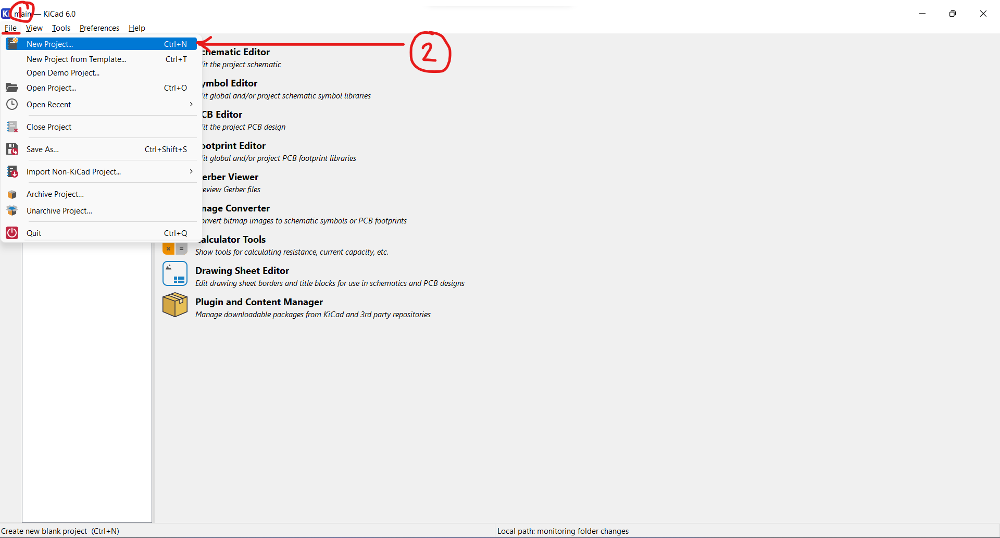 Ki main — KiCad 6.0
1
File View Tools Preferences Help
New Project... Ctrl+N
2
New Project from Template... Ctrl+T
Open Demo Project...
Open Project... Ctrl+O
Open Recent
Close Project
Save As... Ctrl+Shift+S
Import Non-KiCad Project...
Archive Project...
Unarchive Project...
Quit Ctrl+Q
chematic Editor
it the project schematic
ymbol Editor
it global and/or project schematic symbol libraries
CB Editor
it the project PCB design
ootprint Editor
it global and/or project PCB footprint libraries
erber Viewer
eview Gerber files
mage Converter
onvert bitmap images to schematic symbols or PCB footprints
alculator Tools
Show tools for calculating resistance, current capacity, etc.
Drawing Sheet Editor
Edit drawing sheet borders and title blocks for use in schematics and PCB designs
Plugin and Content Manager
Manage downloadable packages from KiCad and 3rd party repositories
Create new blank project (Ctrl+N)
Local path: monitoring folder changes